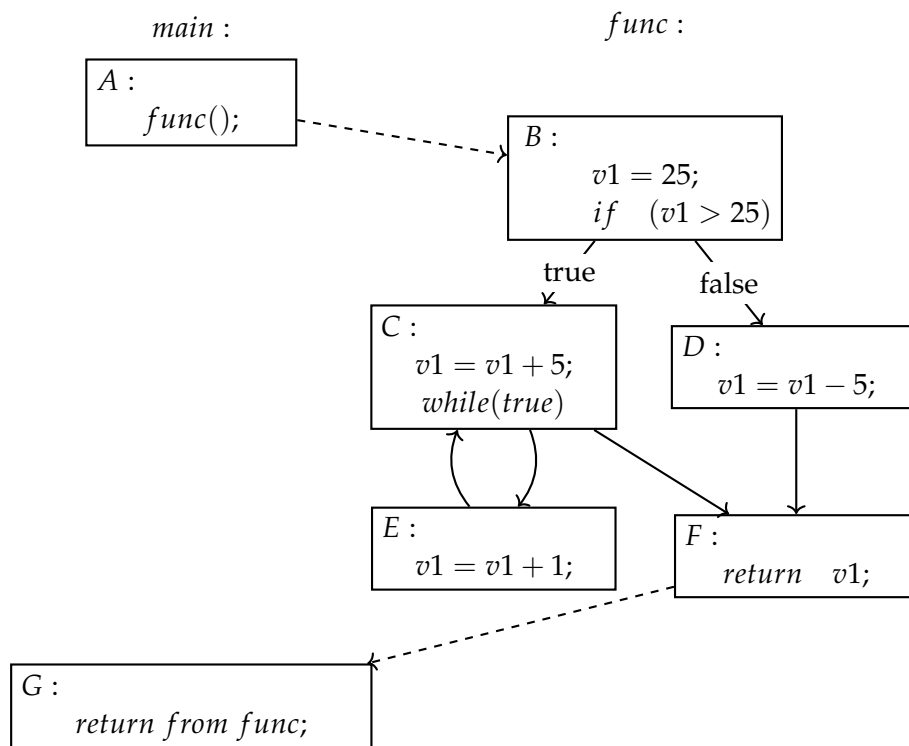 main :
func :
A :
func();
B :
v1 = 25;
if (v1 > 25)
true
false
C :
v1 = v1 + 5;
while(true)
D :
v1 = v1 − 5;
E :
v1 = v1 + 1;
F :
return v1;
G :
return from func;